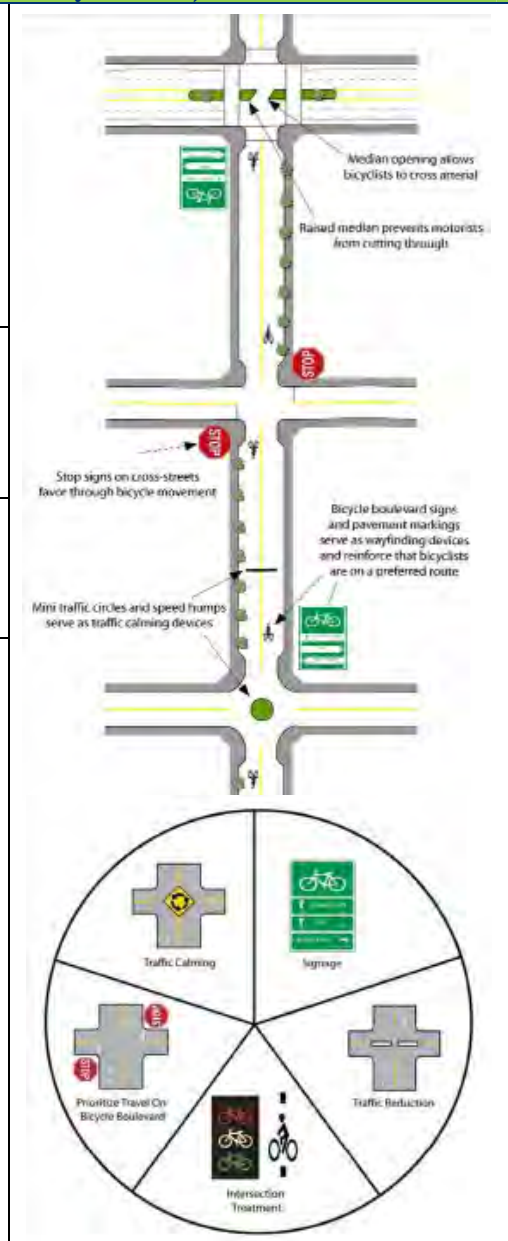 Median opening allows
bicyclists to cross arterial
Raised median prevents motorists
from cutting through
STOP
STOP
Stop signs on cross-streets
favor through bicycle movement
Bicycle boulevard signs
and pavement markings
serve as wayfinding devices
and reinforce that bicyclists
are on a preferred route
Mini traffic circles and speed humps
serve as traffic calming devices
Traffic Calming
Signage
STOP
STOP
Prioritize Travel On
Bicycle Boulevard
Traffic Reduction
Intersection
Treatment